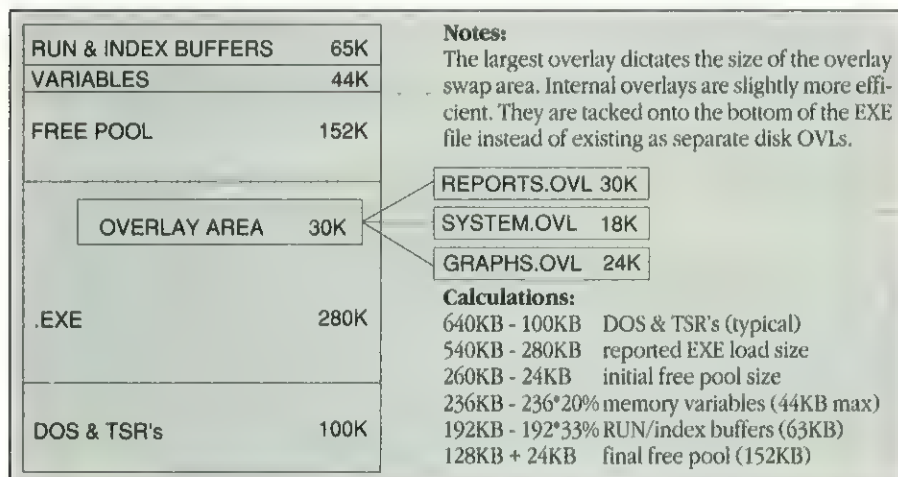 RUN & INDEX BUFFERS 65K
VARIABLES 44K
FREE POOL 152K
OVERLAY AREA 30K
.EXE 280K
DOS & TSR's 100K
Notes:
The largest overlay dictates the size of the overlay
swap area. Internal overlays are slightly more effi-
cient. They are tacked onto the bottom of the EXE
file instead of existing as separate disk OVLs.
REPORTS.OVL 30K
SYSTEM.OVL 18K
GRAPHS.OVL 24K
Calculations:
640KB - 100KB DOS & TSR's (typical)
540KB - 280KB reported EXE load size
260KB - 24KB initial free pool size
236KB - 236*20% memory variables (44KB max)
192KB - 192*33% RUN/index buffers (63KB)
128KB + 24KB final free pool (152KB)